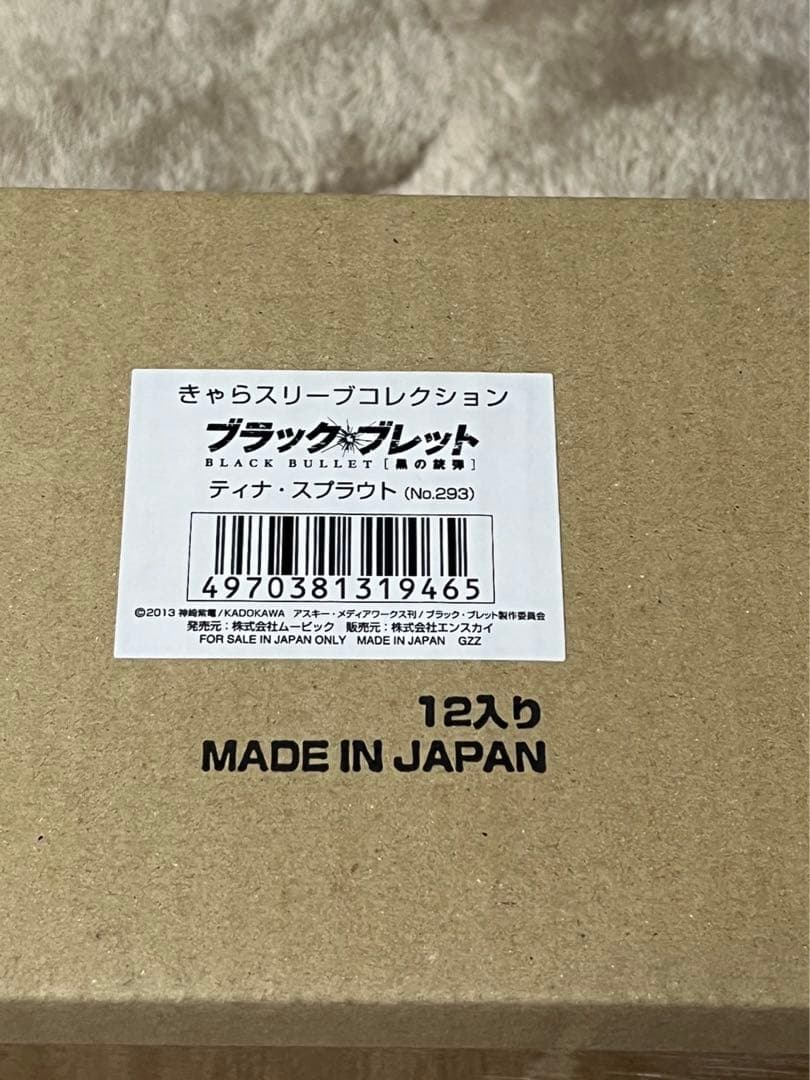 きゃらスリーブコレクション
ブラック・ブレット
BLACK BULLET [黒の銃弾]
ティナ・スプラウト (No.293)
4970381319465
©2013 神崎紫電/KADOKAWA アスキー・メディアワークス刊/ブラック・ブレット製作委員会
発売元:株式会社ムービック 販売元:株式会社エンスカイ
FOR SALE IN JAPAN ONLY MADE IN JAPAN GZZ
12入り
MADE IN JAPAN